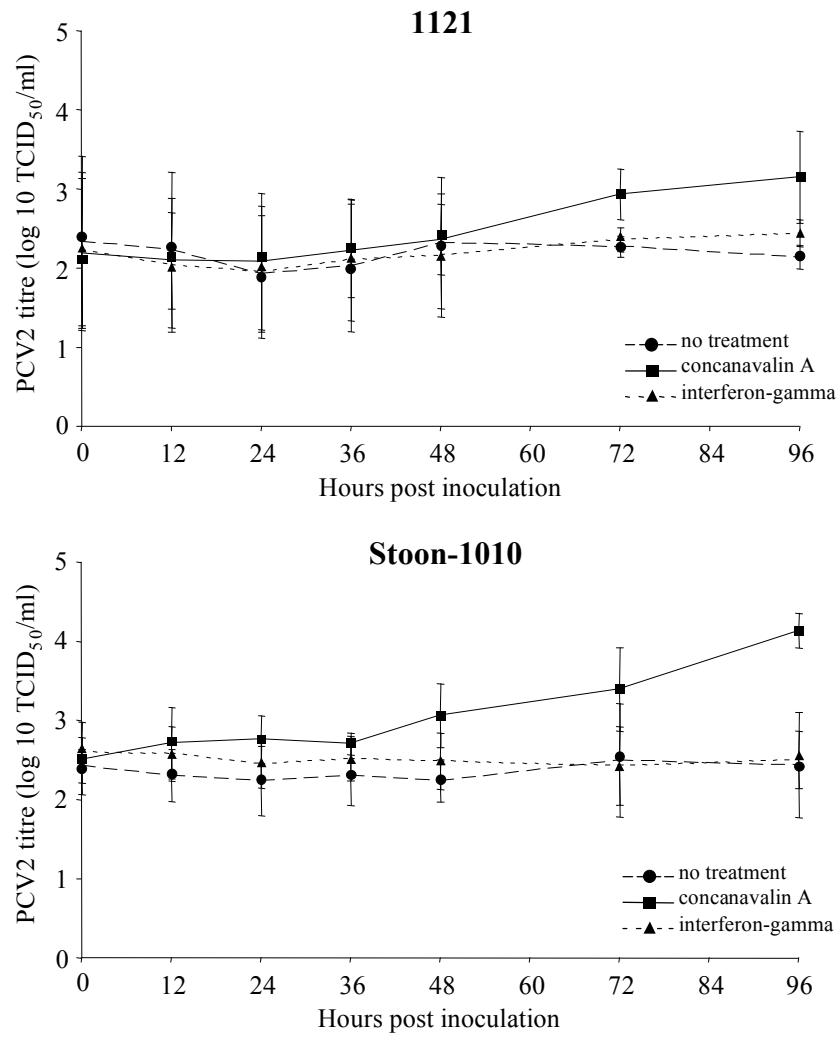 1121
PCV2 titre (log 10 TCID50/ml)
5
4
3
2
1
0
no treatment
concanavalin A
interferon-gamma
0 12 24 36 48 60 72 84 96
Hours post inoculation
Stoon-1010
PCV2 titre (log 10 TCID50/ml)
5
4
3
2
1
0
no treatment
concanavalin A
interferon-gamma
0 12 24 36 48 60 72 84 96
Hours post inoculation